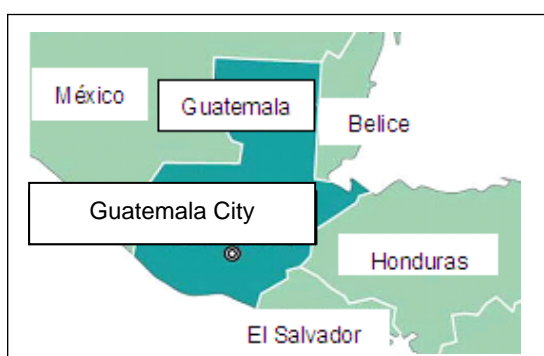 México
Guatemala
Belice
Guatemala City
Honduras
El Salvador